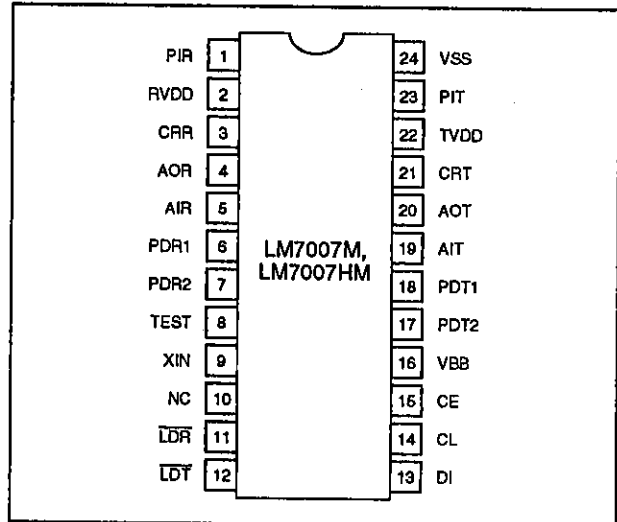 PIR 1 24 VSS
RVDD 2 23 PIT
CRR 3 22 TVDD
AOR 4 21 CRT
AIR 5 20 AOT
PDR1 6 LM7007M, 19 AIT
LM7007HM
PDR2 7 18 PDT1
TEST 8 17 PDT2
XIN 9 16 VBB
NC 10 15 CE
L̅D̅R̅ 11 14 CL
L̅D̅T̅ 12 13 DI